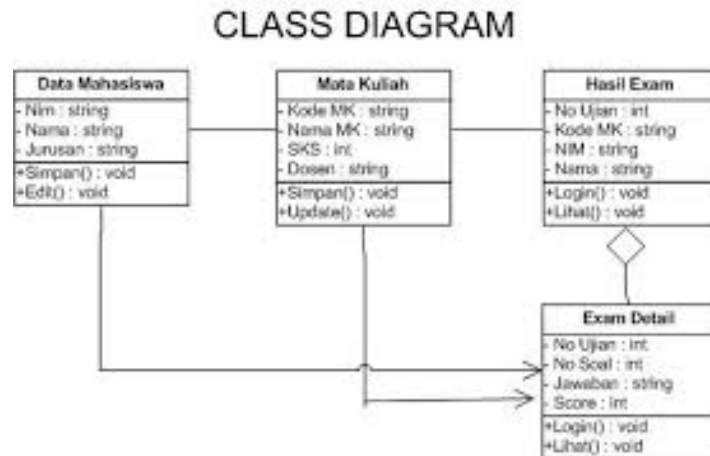 CLASS DIAGRAM
Data Mahasiswa
- Nim : string
- Nama : string
- Jurusan : string
+Simpan() : void
+Edit() : void
Mata Kuliah
- Kode MK : string
- Nama MK : string
- SKS : int
- Dosen : string
+Simpan() : void
+Update() : void
Hasil Exam
- No Ujian : int
- Kode MK : string
- NIM : string
- Nama : string
+Login() : void
+Lihat() : void
Exam Detail
- No Ujian : int
- No Soal : int
- Jawaban : string
- Score : int
+Login() : void
+Lihat() : void